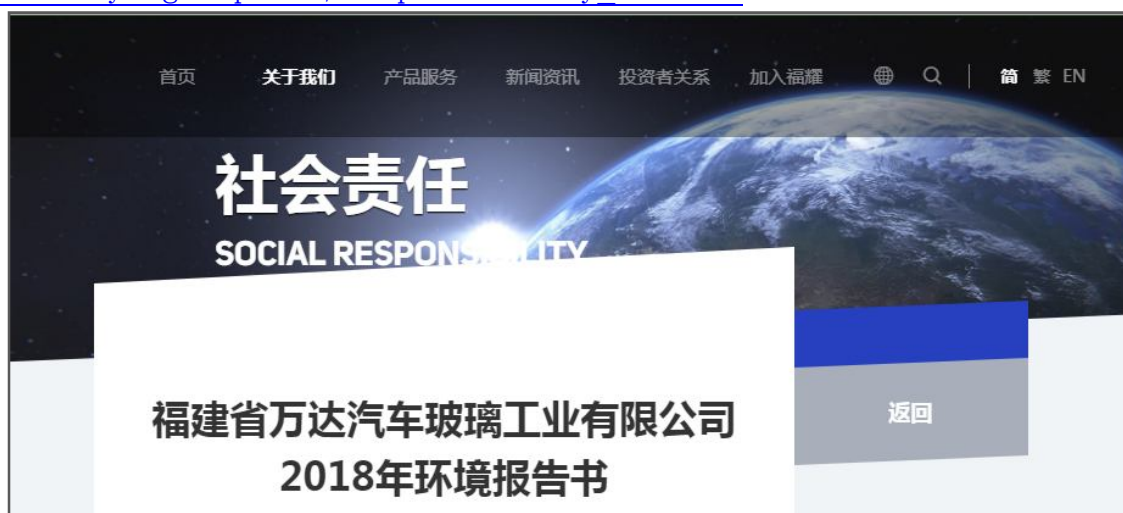 首页 关于我们 产品服务 新闻资讯 投资者关系 加入福耀 简 繁 EN
社会责任
SOCIAL RESPONSIBILITY
福建省万达汽车玻璃工业有限公司
2018年环境报告书
返回